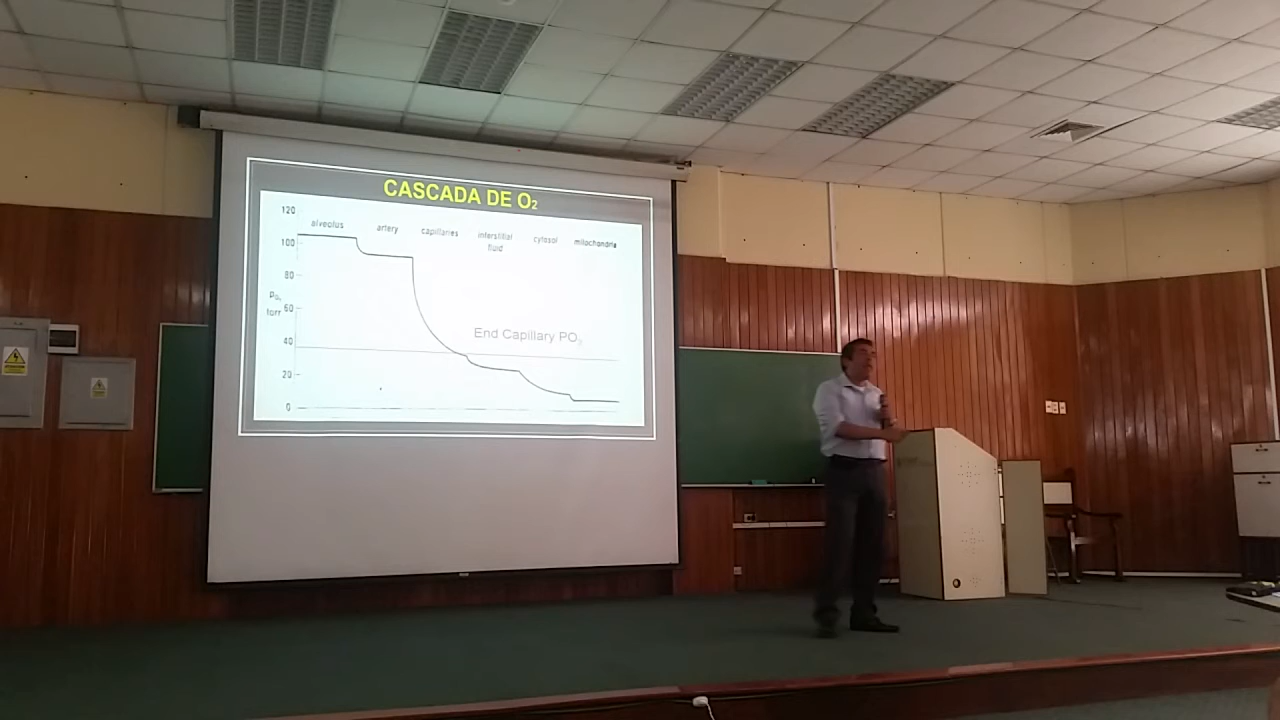 CASCADA DE O₂
120
alveolus artery capillaries interstitial cytosol mitochondria
fluid
100
80
PO₂
torr
60
End Capillary PO₂
40
20
0